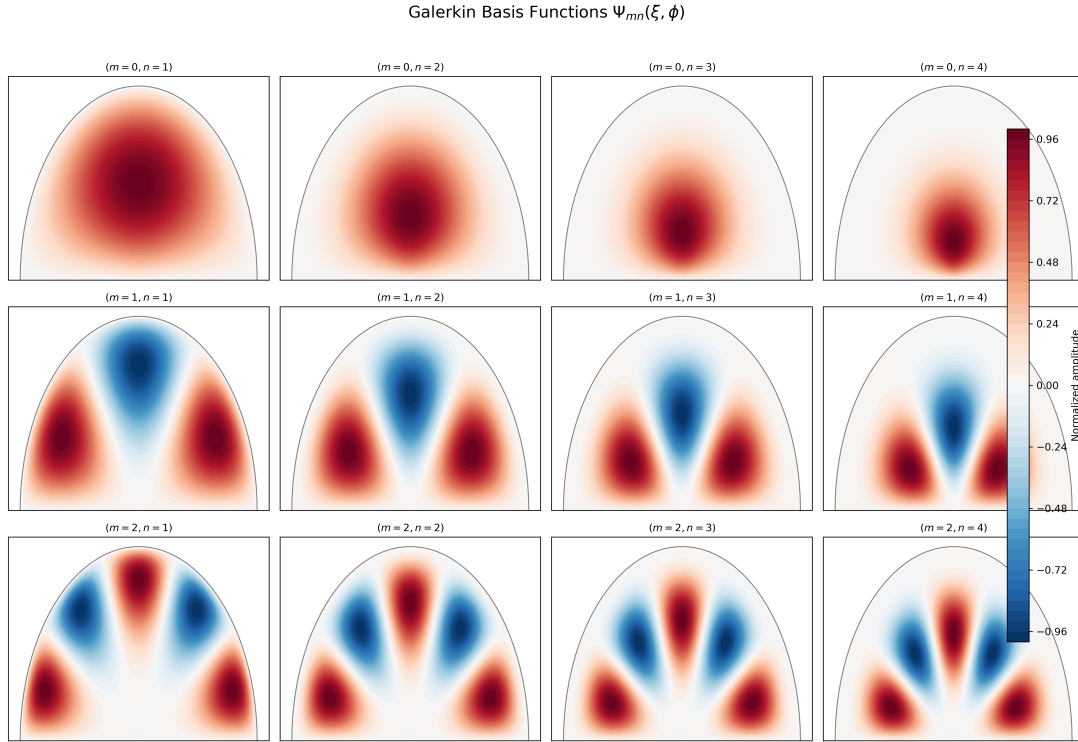 Galerkin Basis Functions Ψ_{mn}(ξ, ϕ)
(m = 0, n = 1)
(m = 0, n = 2)
(m = 0, n = 3)
(m = 0, n = 4)
(m = 1, n = 1)
(m = 1, n = 2)
(m = 1, n = 3)
(m = 1, n = 4)
(m = 2, n = 1)
(m = 2, n = 2)
(m = 2, n = 3)
(m = 2, n = 4)
0.96
0.72
0.48
0.24
0.00
−0.24
−0.48
−0.72
−0.96
Normalized amplitude